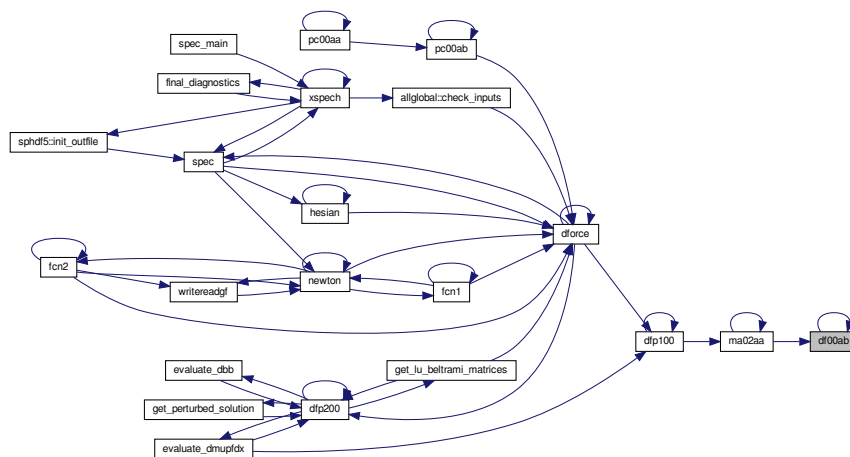 pc00aa
spec_main
pc00ab
final_diagnostics
xspech
allglobal::check_inputs
sphdf5::init_outfile
spec
hesian
dforce
fcn2
newton
writereadgf
fcn1
dfp100
ma02aa
df00ab
evaluate_dbb
get_lu_beltrami_matrices
get_perturbed_solution
dfp200
evaluate_dmupfdx